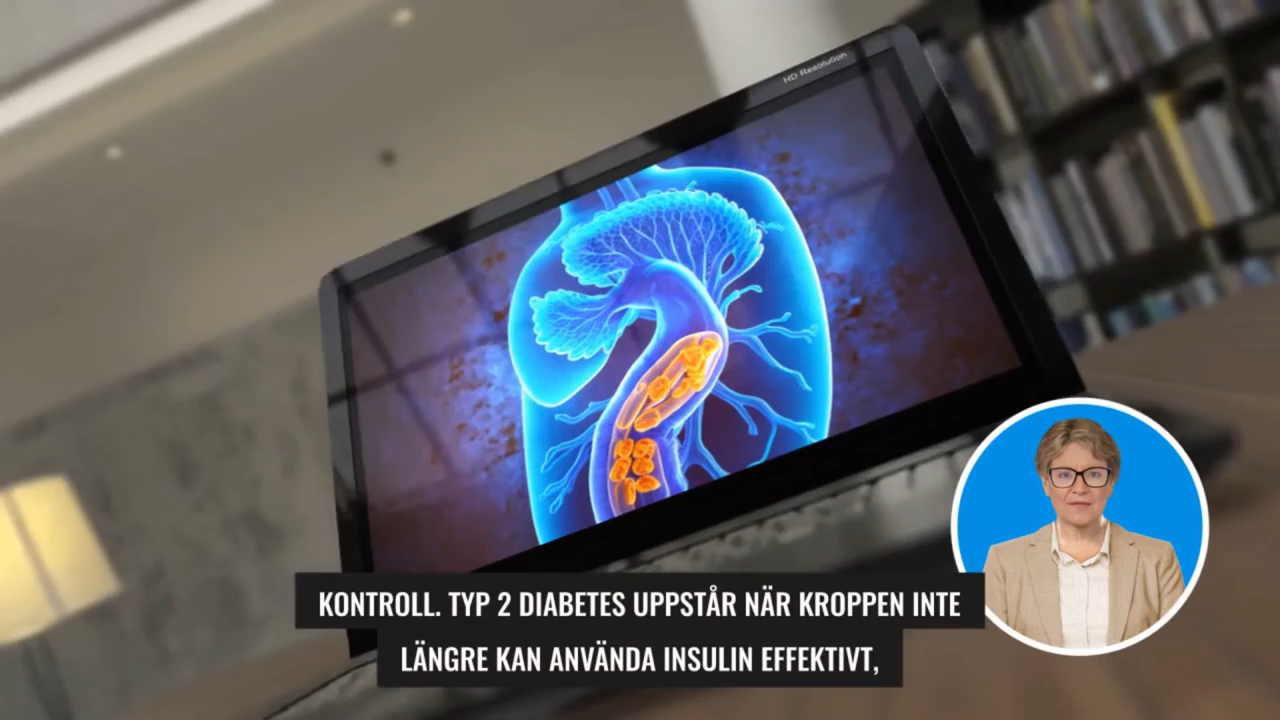 HD Resolution
KONTROLL. TYP 2 DIABETES UPPSTÅR NÄR KROPPEN INTE
LÄNGRE KAN ANVÄNDA INSULIN EFFEKTIVT,